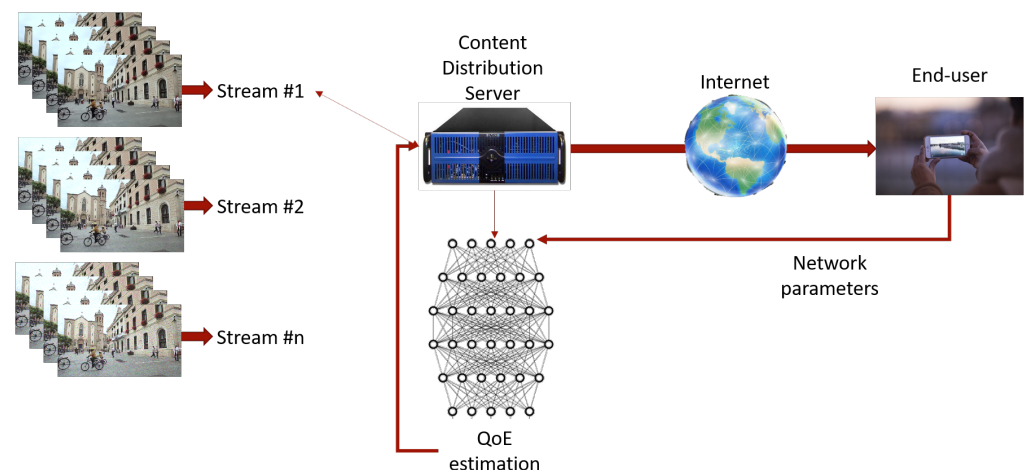 Stream #1
Stream #2
Stream #n
Content
Distribution
Server
Internet
End-user
Network
parameters
QoE
estimation